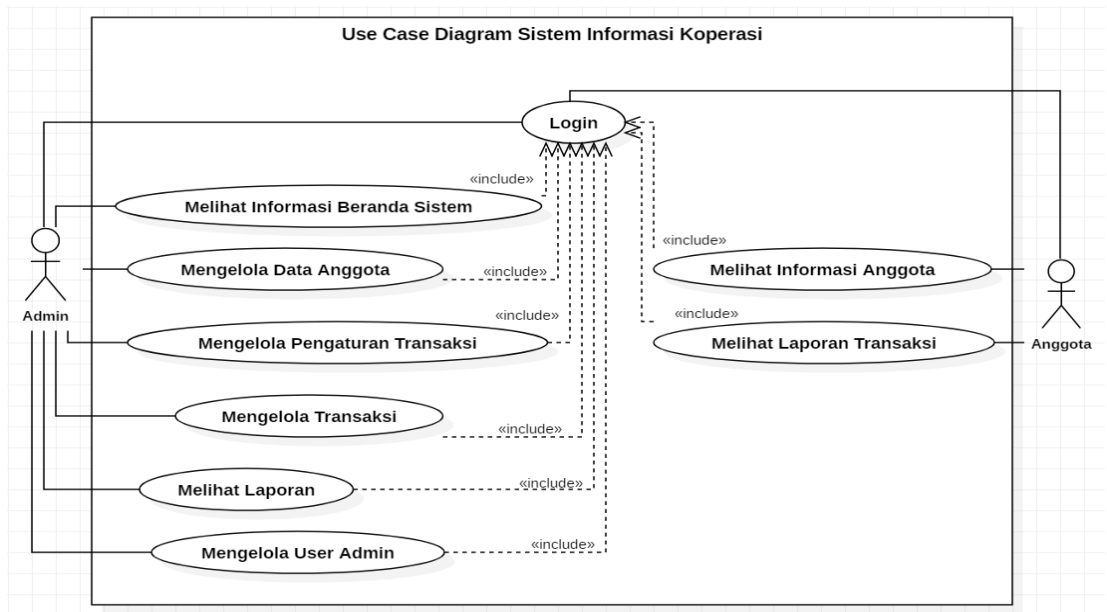 Use Case Diagram Sistem Informasi Koperasi
Login
«include»
Melihat Informasi Beranda Sistem
«include»
Mengelola Data Anggota
«include»
Mengelola Pengaturan Transaksi
«include»
Mengelola Transaksi
«include»
Melihat Laporan
«include»
Mengelola User Admin
Admin
«include»
Melihat Informasi Anggota
«include»
Melihat Laporan Transaksi
Anggota